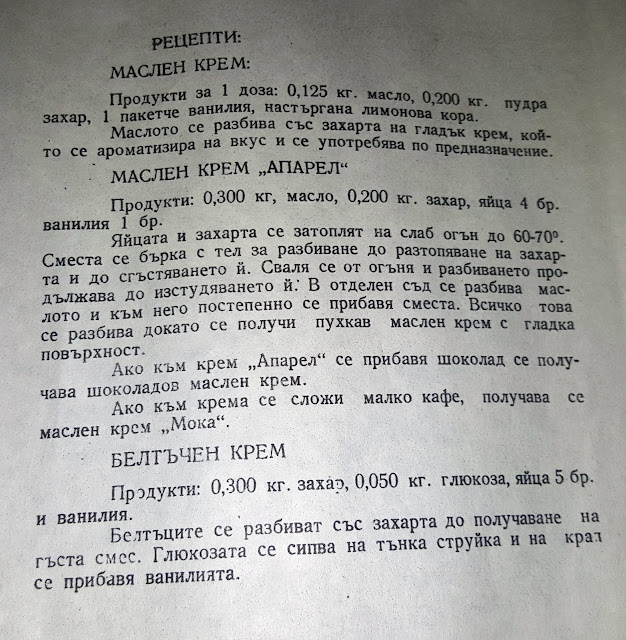 РЕЦЕПТИ:
МАСЛЕН КРЕМ:
Продукти за 1 доза: 0,125 кг. масло, 0,200 кг. пудра
захар, 1 пакетче ванилия, настъргана лимонова кора.
Маслото се разбива със захарта на гладък крем, кой-
то се ароматизира на вкус и се употребява по предназначение.
МАСЛЕН КРЕМ „АПАРЕЛ“
Продукти: 0,300 кг, масло, 0,200 кг. захар, яйца 4 бр.
ванилия 1 бр.
Яйцата и захарта се затоплят на слаб огън до 60-70°.
Сместа се бърка с тел за разбиване до разтопяване на захар-
та и до сгъстяването й. Сваля се от огъня и разбиването про-
дължава до изстудяването й. В отделен съд се разбива мас-
лото и към него постепенно се прибавя сместа. Всичко това
се разбива докато се получи пухкав маслен крем с гладка
повърхност.
Ако към крем „Апарел“ се прибавя шоколад се полу-
чава шоколадов маслен крем.
Ако към крема се сложи малко кафе, получава се
маслен крем „Мока“.
БЕЛТЪЧЕН КРЕМ
Продукти: 0,300 кг. захар, 0,050 кг. глюкоза, яйца 5 бр.
и ванилия.
Белтъците се разбиват със захарта до получаване на
гъста смес. Глюкозата се сипва на тънка струйка и на края
се прибавя ванилията.